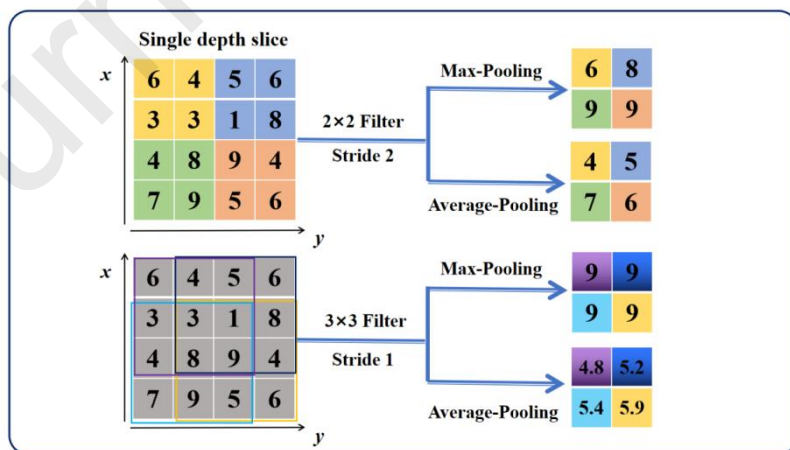 Single depth slice
x
6 4 5 6
3 3 1 8
4 8 9 4
7 9 5 6
y
2×2 Filter
Stride 2
Max-Pooling
6 8
9 9
Average-Pooling
4 5
7 6
x
6 4 5 6
3 3 1 8
4 8 9 4
7 9 5 6
y
3×3 Filter
Stride 1
Max-Pooling
9 9
9 9
Average-Pooling
4.8 5.2
5.4 5.9